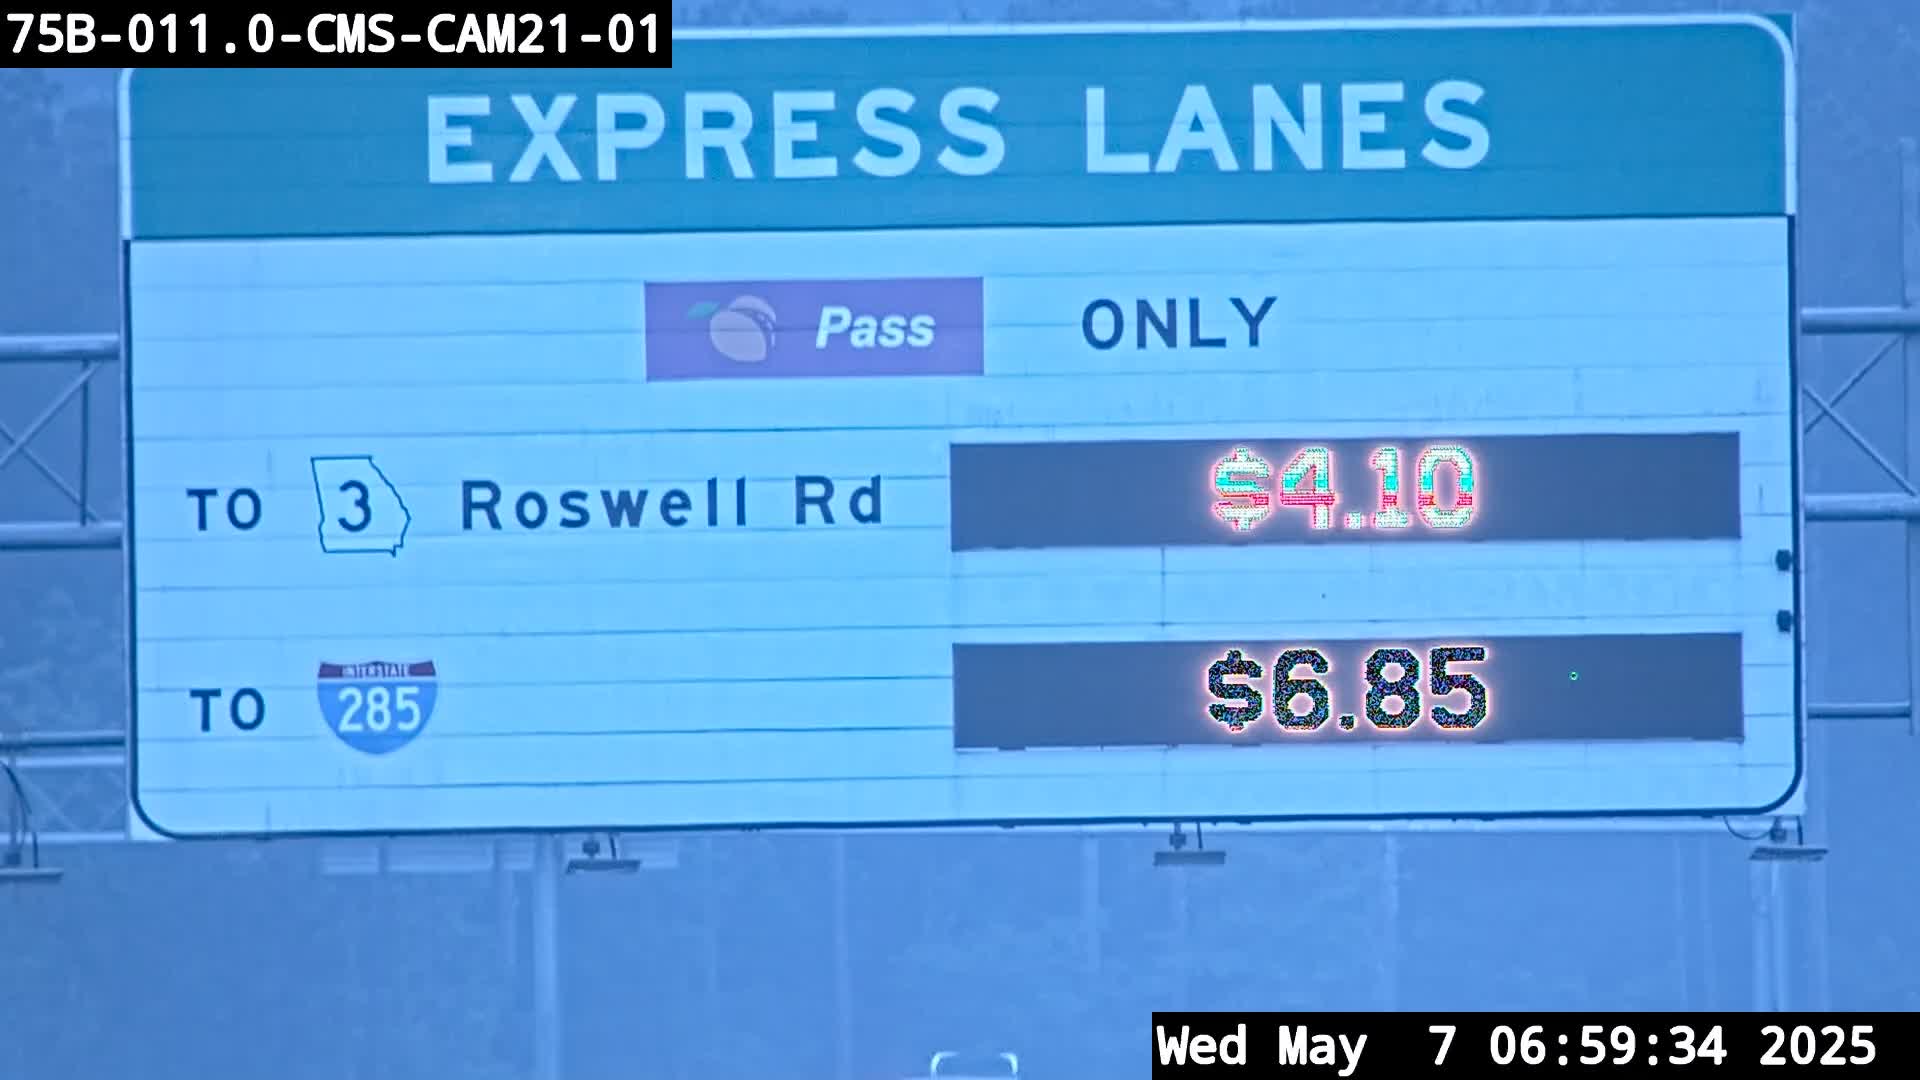 75B-011.0-CMS-CAM21-01
EXPRESS LANES
Pass ONLY
TO 3 Roswell Rd $4.10
INTERSTATE
TO 285 $6.85
Wed May 7 06:59:34 2025